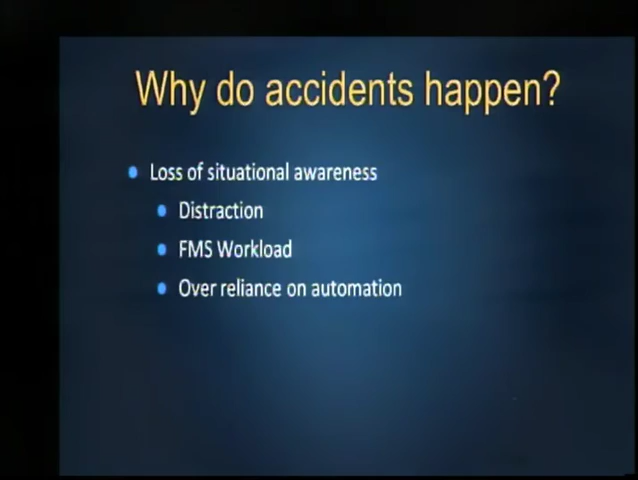 Why do accidents happen?
Loss of situational awareness
Distraction
FMS Workload
Over reliance on automation